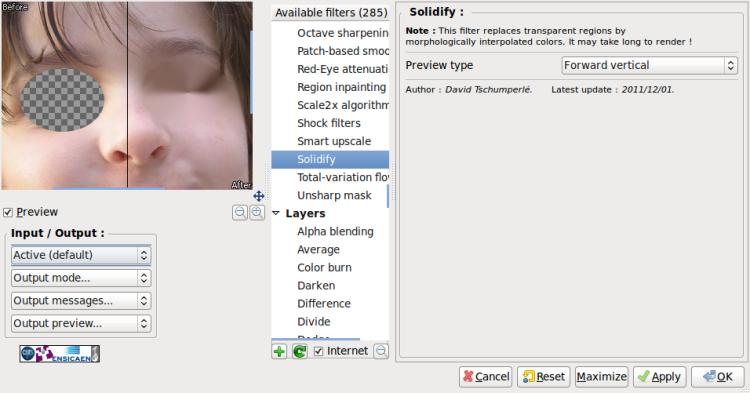 Before
After
Preview
Input / Output :
Active (default)
Output mode...
Output messages...
Output preview...
ENSICAEN
Available filters (285)
Octave sharpenin
Patch-based smoo
Red-Eye attenuati
Region inpainting
Scale2x algorithm
Shock filters
Smart upscale
Solidify
Total-variation flo
Unsharp mask
Layers
Alpha blending
Average
Color burn
Darken
Difference
Divide
Internet
Solidify :
Note : This filter replaces transparent regions by
morphologically interpolated colors. It may take long to render !
Preview type
Forward vertical
Author : David Tschumperlé. Latest update : 2011/12/01.
Cancel
Reset
Maximize
Apply
OK